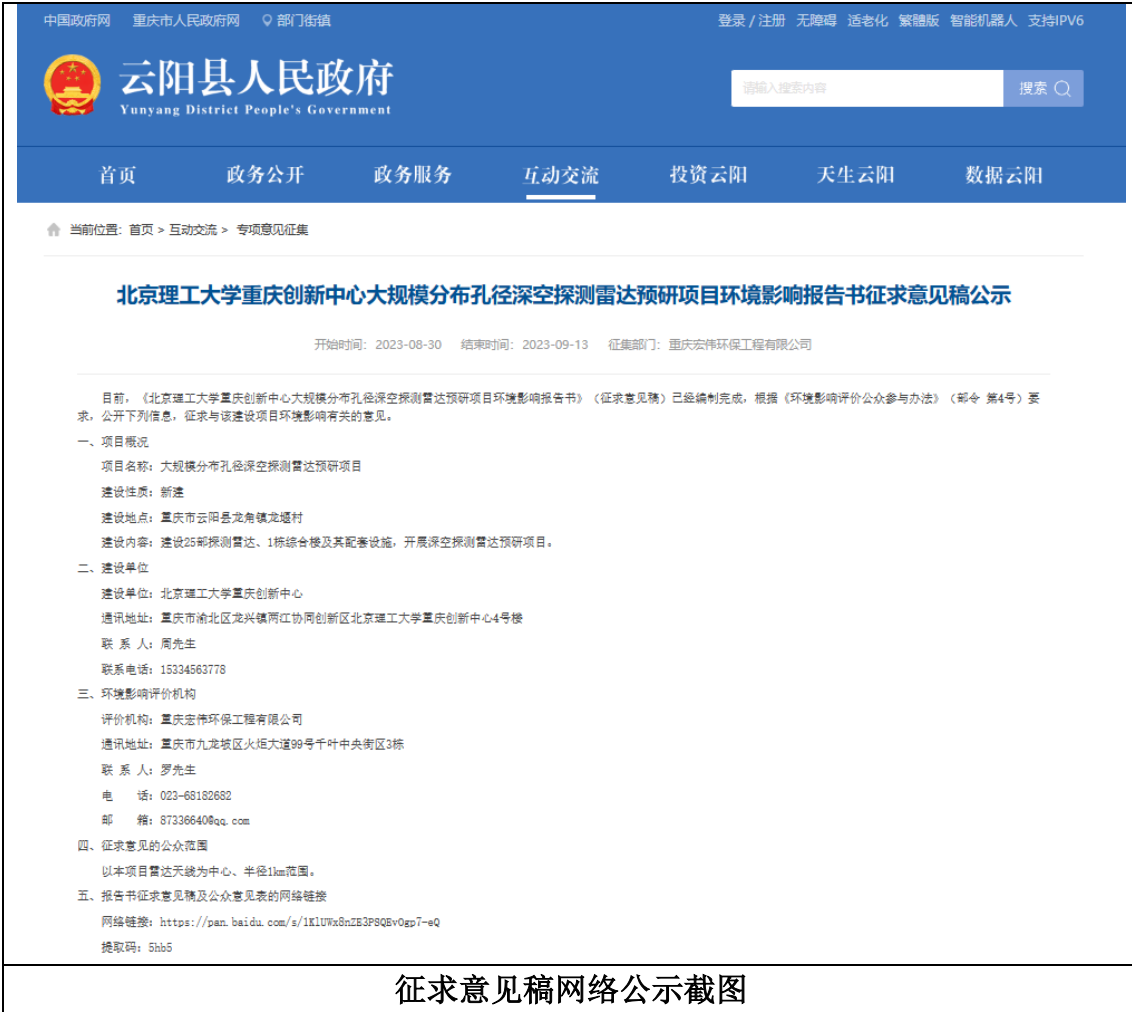 中国政府网 重庆市人民政府网 部门街镇 登录 / 注册 无障碍 适老化 繁體版 智能机器人 支持IPV6
云阳县人民政府
Yunyang District People's Government
请输入搜索内容 搜索
首页 政务公开 政务服务 互动交流 投资云阳 天生云阳 数据云阳
当前位置: 首页 > 互动交流 > 专项意见征集
北京理工大学重庆创新中心大规模分布孔径深空探测雷达预研项目环境影响报告书征求意见稿公示
开始时间: 2023-08-30 结束时间: 2023-09-13 征集部门: 重庆宏伟环保工程有限公司
目前，《北京理工大学重庆创新中心大规模分布孔径深空探测雷达预研项目环境影响报告书》（征求意见稿）已经编制完成，根据《环境影响评价公众参与办法》（部令 第4号）要
求，公开下列信息，征求与该建设项目环境影响有关的意见。
一、项目概况
项目名称：大规模分布孔径深空探测雷达预研项目
建设性质：新建
建设地点：重庆市云阳县龙角镇龙堰村
建设内容：建设25部探测雷达、1栋综合楼及其配套设施，开展深空探测雷达预研项目。
二、建设单位
建设单位：北京理工大学重庆创新中心
通讯地址：重庆市渝北区龙兴镇两江协同创新区北京理工大学重庆创新中心4号楼
联 系 人：周先生
联系电话：15334563778
三、环境影响评价机构
评价机构：重庆宏伟环保工程有限公司
通讯地址：重庆市九龙坡区火炬大道99号千叶中央街区3栋
联 系 人：罗先生
电 话：023-68182682
邮 箱：87336640@qq.com
四、征求意见的公众范围
以本项目雷达天线为中心、半径1km范围。
五、报告书征求意见稿及公众意见表的网络链接
网络链接：https://pan.baidu.com/s/1KlUWx8nZE3PSQEvOgp7-eQ
提取码：5hb5
征求意见稿网络公示截图